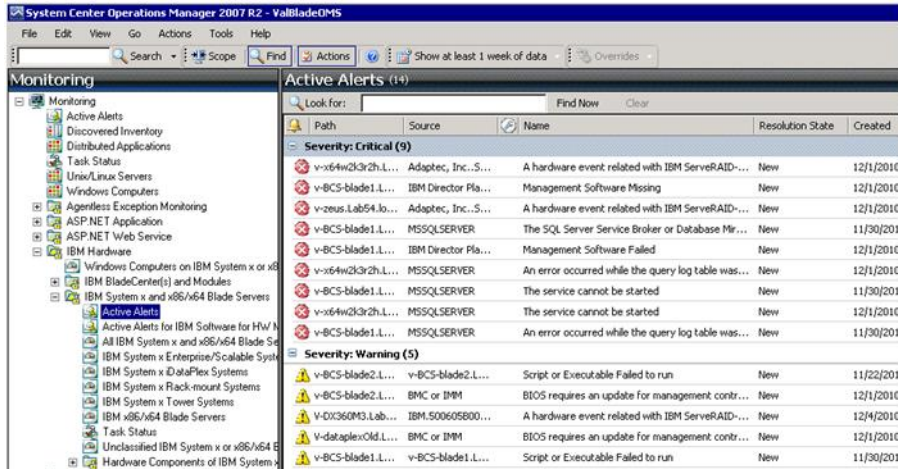 System Center Operations Manager 2007 R2 - ValBladeOMS
File Edit View Go Actions Tools Help
Search Scope Find Actions Show at least 1 week of data Overrides
Monitoring
Monitoring
Active Alerts
Discovered Inventory
Distributed Applications
Task Status
Unix/Linux Servers
Windows Computers
Agentless Exception Monitoring
ASP.NET Application
ASP.NET Web Service
IBM Hardware
Windows Computers on IBM System x or x8
IBM BladeCenter(s) and Modules
IBM System x and x86/x64 Blade Servers
Active Alerts
Active Alerts for IBM Software for HW M
All IBM System x and x86/x64 Blade Se
IBM System x Enterprise/Scalable Syste
IBM System x iDataPlex Systems
IBM System x Rack-mount Systems
IBM System x Tower Systems
IBM x86/x64 Blade Servers
Task Status
Unclassified IBM System x or x86/x64 B
Hardware Components of IBM System x
Active Alerts (14)
Look for: Find Now Clear
Path Source Name Resolution State Created
Severity: Critical (9)
v-x64w2k3r2h.L... Adaptec, Inc..S... A hardware event related with IBM ServeRAID-... New 12/1/2010
v-BCS-blade1.L... IBM Director Pla... Management Software Missing New 12/1/2010
v-zeus.Lab54.lo... Adaptec, Inc..S... A hardware event related with IBM ServeRAID-... New 12/1/2010
v-BCS-blade1.L... MSSQLSERVER The SQL Server Service Broker or Database Mir... New 11/30/201
v-BCS-blade1.L... IBM Director Pla... Management Software Failed New 12/1/2010
v-x64w2k3r2h.L... MSSQLSERVER An error occurred while the query log table was... New 12/1/2010
v-BCS-blade1.L... MSSQLSERVER The service cannot be started New 11/30/201
v-x64w2k3r2h.L... MSSQLSERVER The service cannot be started New 12/1/2010
v-BCS-blade1.L... MSSQLSERVER An error occurred while the query log table was... New 11/30/201
Severity: Warning (5)
v-BCS-blade2.L... v-BCS-blade2.L... Script or Executable Failed to run New 11/22/201
v-BCS-blade2.L... BMC or IMM BIOS requires an update for management contr... New 12/1/2010
V-DX360M3.Lab... IBM.500605B00... A hardware event related with IBM ServeRAID-... New 12/4/2010
V-dataplexOld.L... BMC or IMM BIOS requires an update for management contr... New 12/1/2010
v-BCS-blade1.L... v-BCS-blade1.L... Script or Executable Failed to run New 11/30/201